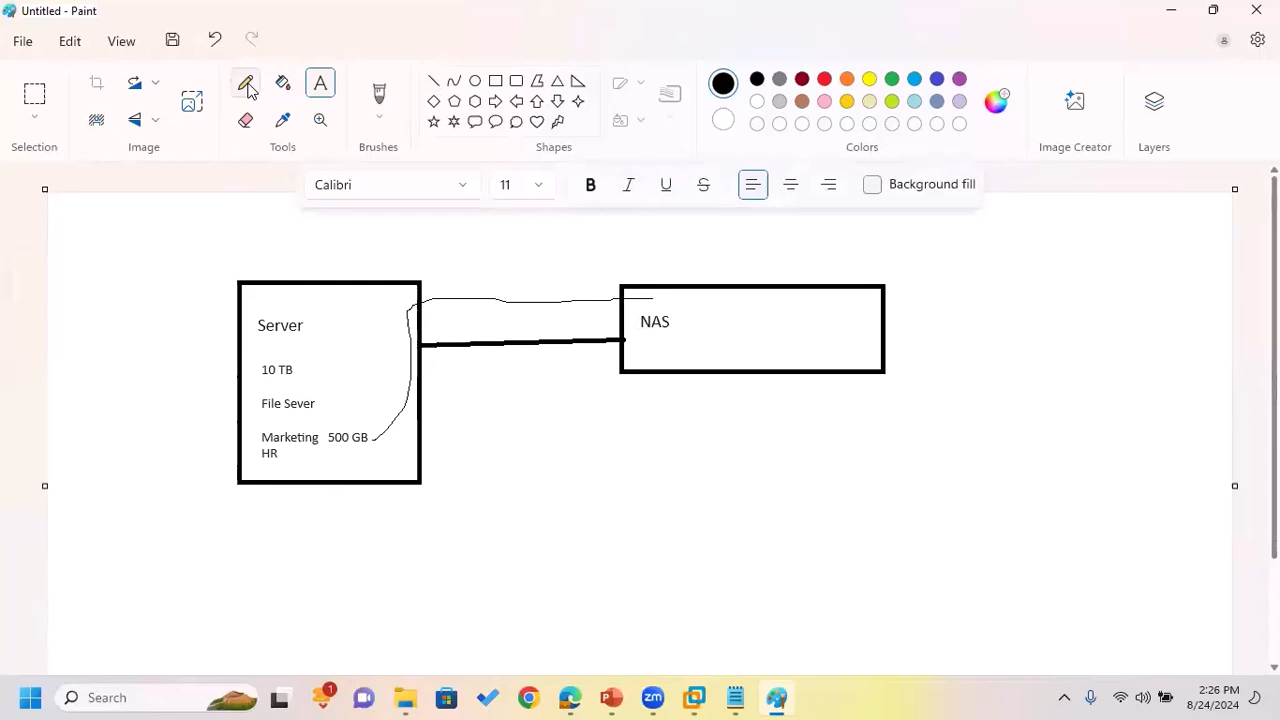 Untitled - Paint
File Edit View
Selection Image Tools Brushes Shapes Colors Image Creator Layers
Calibri 11 B I U S Background fill
Server
NAS
10 TB
File Sever
Marketing 500 GB
HR
Search
1
2:26 PM
8/24/2024